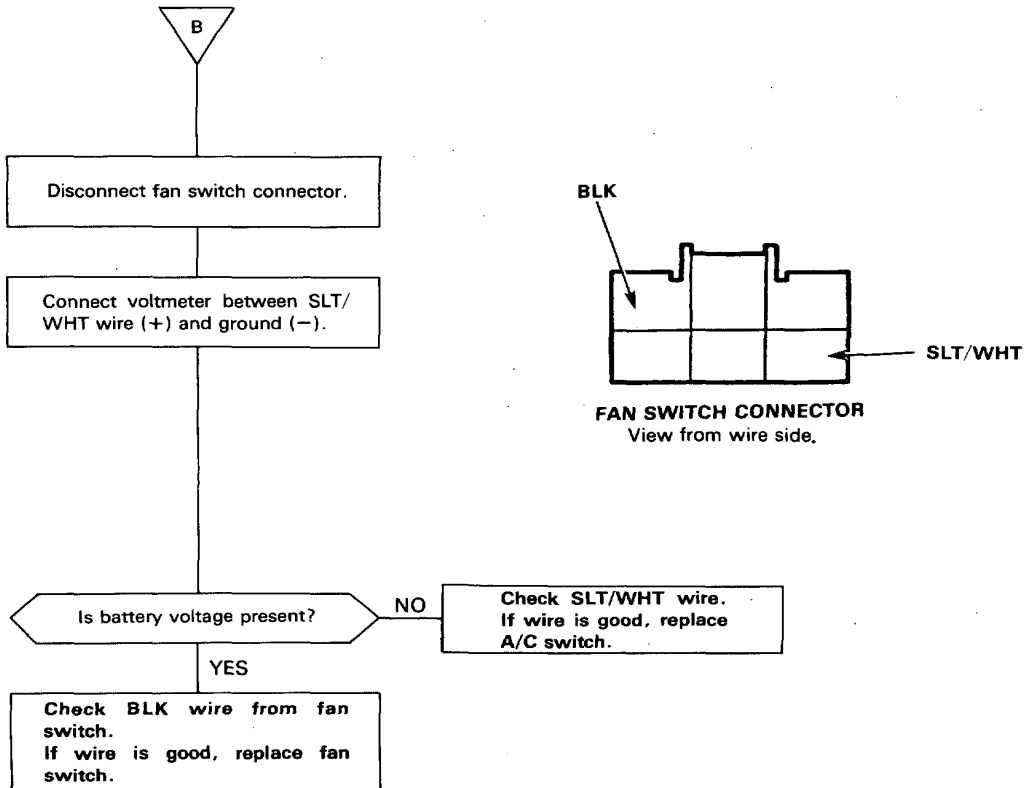 B
Disconnect fan switch connector.
Connect voltmeter between SLT/
WHT wire (+) and ground (−).
BLK
SLT/WHT
FAN SWITCH CONNECTOR
View from wire side.
Is battery voltage present?
NO
Check SLT/WHT wire.
If wire is good, replace
A/C switch.
YES
Check BLK wire from fan
switch.
If wire is good, replace fan
switch.